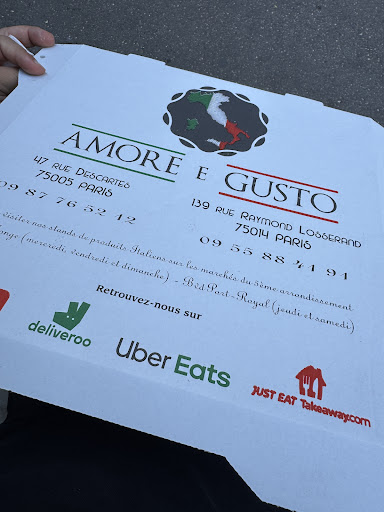 AMORE E GUSTO
47 RUE DESCARTES
75005 PARIS
09 87 76 52 42
139 RUE RAYMOND LOSSERAND
75014 PARIS
09 55 88 41 94
visiter nos stands de produits Italiens sur les marchés du 5ème arrondissement
(mercredi, vendredi et dimanche) - Bd Port-Royal (jeudi et samedi)
Retrouvez-nous sur
deliveroo
Uber Eats
JUST EAT Takeaway.com